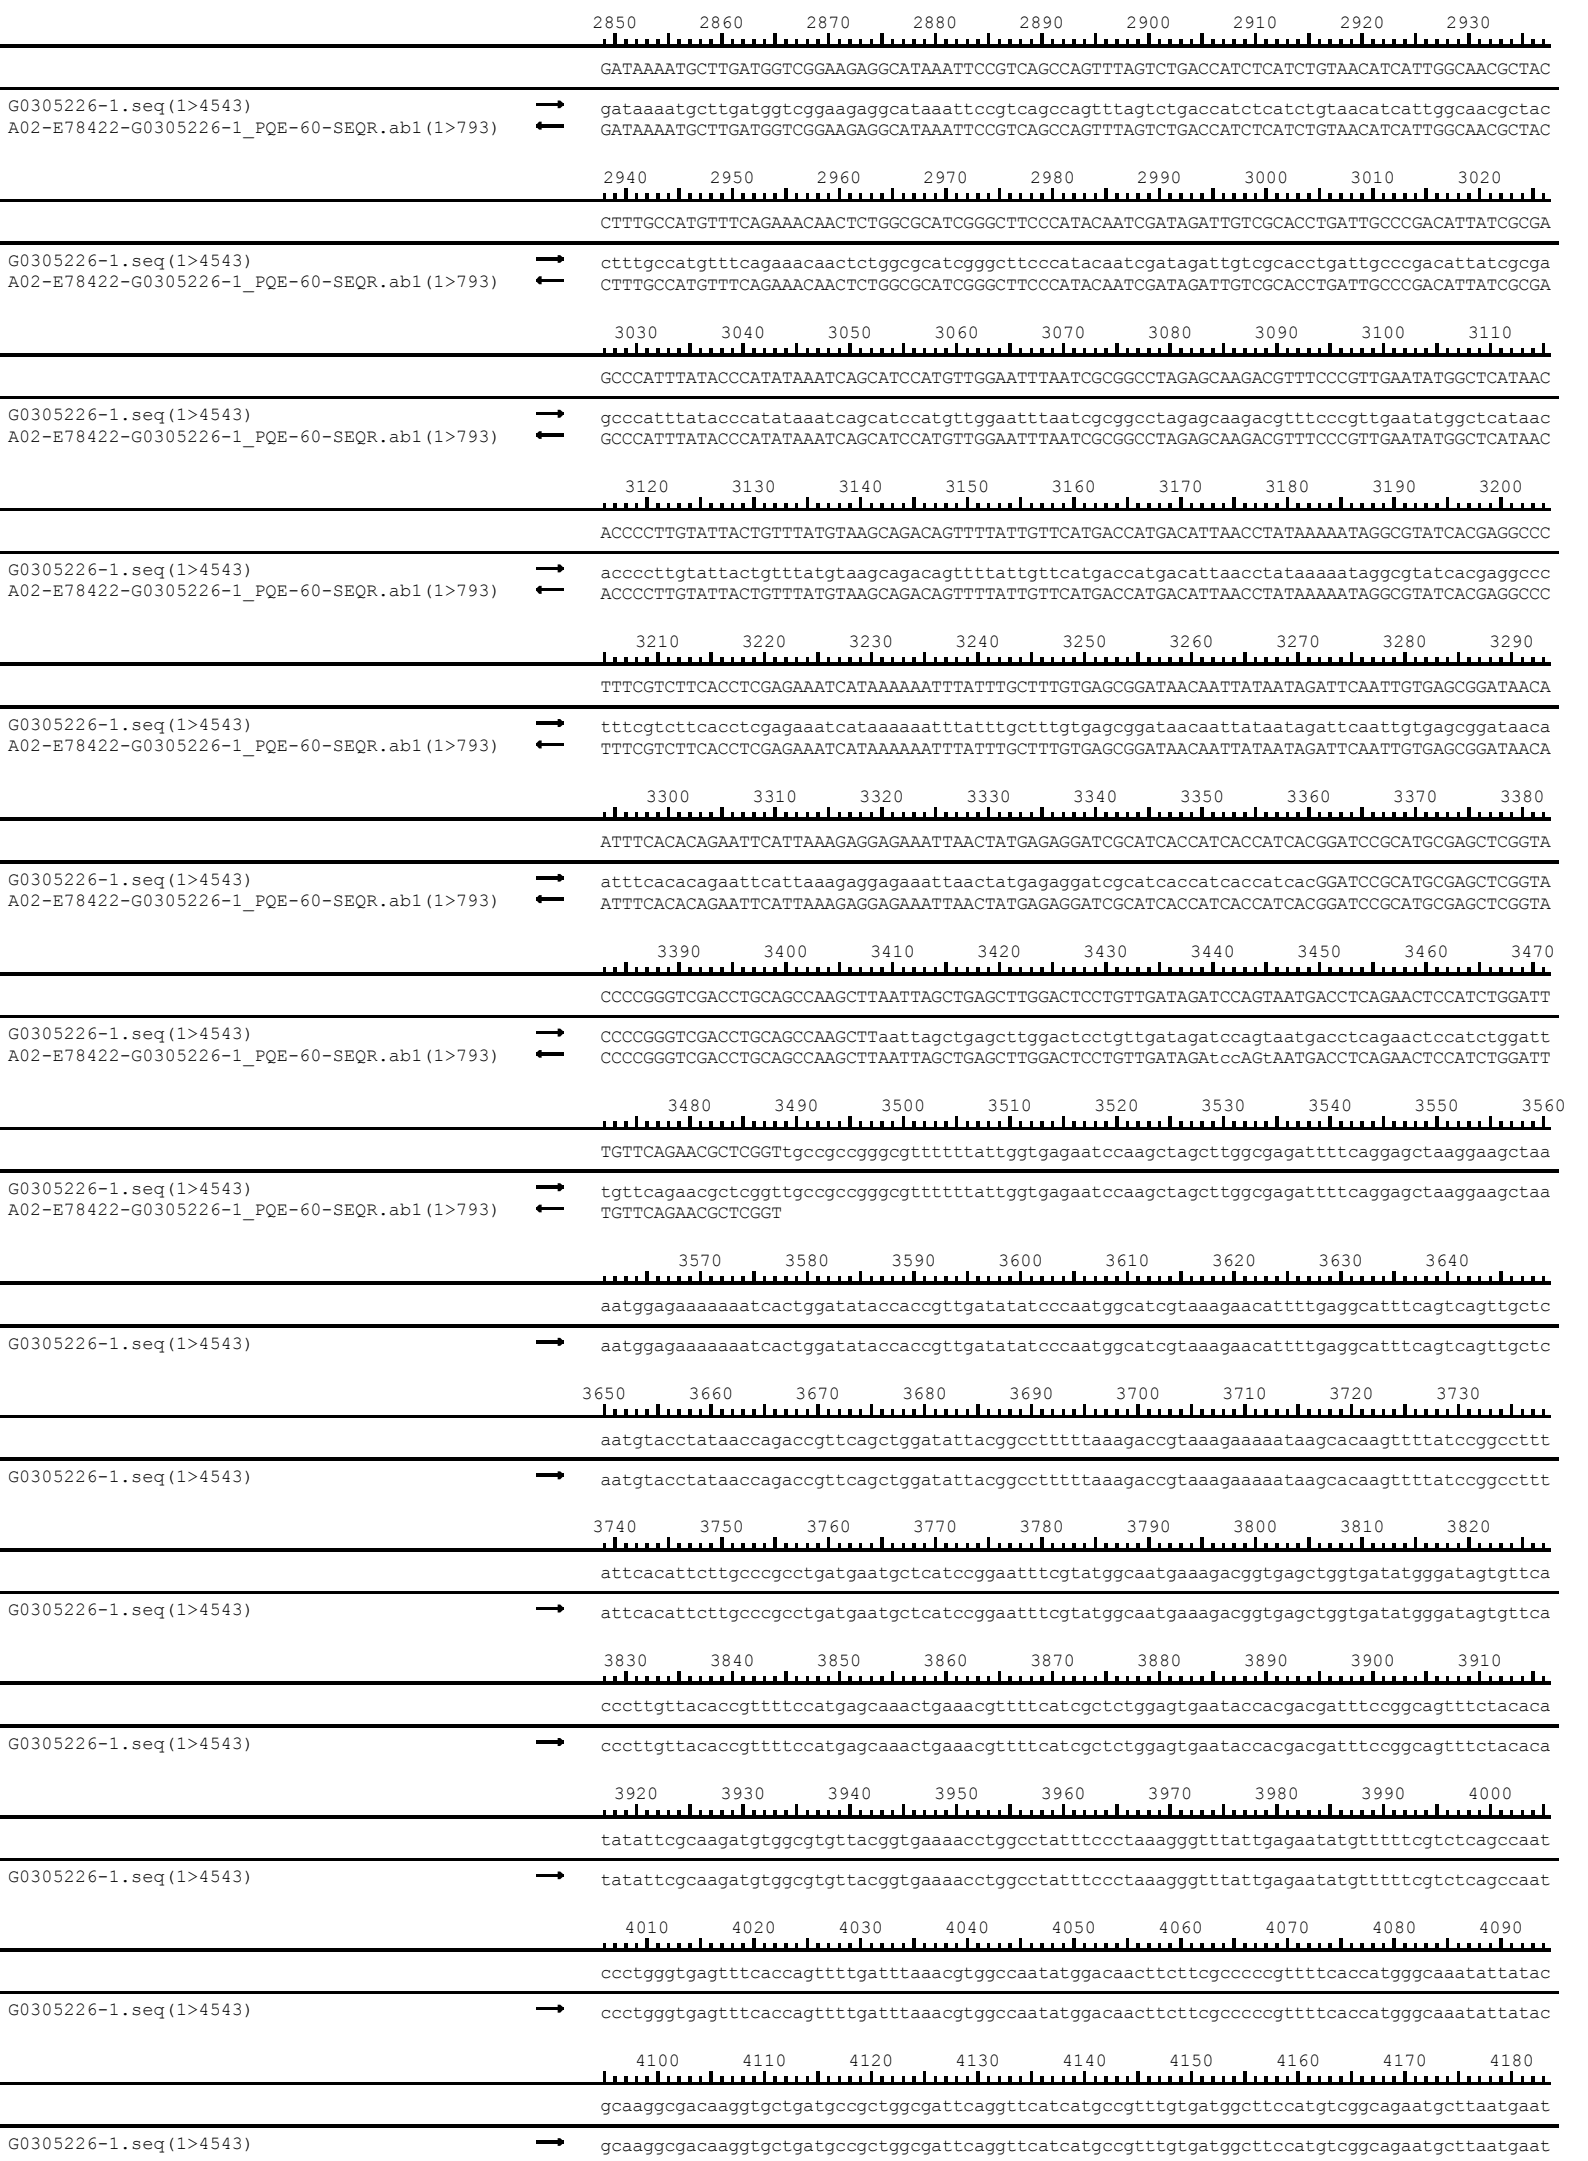 2850 2860 2870 2880 2890 2900 2910 2920 2930
GATAAAATGCTTGATGGTCGGAAGAGGCATAAATTCCGTCAGCCAGTTTAGTCTGACCATCTCATCTGTAACATCATTGGCAACGCTAC
G0305226-1.seq(1>4543) → gataaaatgcttgatggtcggaagaggcataaattccgtcagccagtttagtctgaccatctcatctgtaacatcattggcaacgctac
A02-E78422-G0305226-1_PQE-60-SEQR.ab1(1>793) ← GATAAAATGCTTGATGGTCGGAAGAGGCATAAATTCCGTCAGCCAGTTTAGTCTGACCATCTCATCTGTAACATCATTGGCAACGCTAC
2940 2950 2960 2970 2980 2990 3000 3010 3020
CTTTGCCATGTTTCAGAAACAACTCTGGCGCATCGGGCTTCCCATACAATCGATAGATTGTCGCACCTGATTGCCCGACATTATCGCGA
G0305226-1.seq(1>4543) → ctttgccatgtttcagaaacaactctggcgcatcgggcttcccatacaatcgatagattgtcgcacctgattgcccgacattatcgcga
A02-E78422-G0305226-1_PQE-60-SEQR.ab1(1>793) ← CTTTGCCATGTTTCAGAAACAACTCTGGCGCATCGGGCTTCCCATACAATCGATAGATTGTCGCACCTGATTGCCCGACATTATCGCGA
3030 3040 3050 3060 3070 3080 3090 3100 3110
GCCCATTTATACCCATATAAATCAGCATCCATGTTGGAATTTAATCGCGGCCTAGAGCAAGACGTTTCCCGTTGAATATGGCTCATAAC
G0305226-1.seq(1>4543) → gcccatttatacccatataaatcagcatccatgttggaatttaatcgcggcctagagcaagacgtttcccgttgaatatggctcataac
A02-E78422-G0305226-1_PQE-60-SEQR.ab1(1>793) ← GCCCATTTATACCCATATAAATCAGCATCCATGTTGGAATTTAATCGCGGCCTAGAGCAAGACGTTTCCCGTTGAATATGGCTCATAAC
3120 3130 3140 3150 3160 3170 3180 3190 3200
ACCCCTTGTATTACTGTTTATGTAAGCAGACAGTTTTATTGTTCATGACCATGACATTAACCTATAAAAATAGGCGTATCACGAGGCCC
G0305226-1.seq(1>4543) → accccttgtattactgtttatgtaagcagacagttttattgttcatgaccatgacattaacctataaaaataggcgtatcacgaggccc
A02-E78422-G0305226-1_PQE-60-SEQR.ab1(1>793) ← ACCCCTTGTATTACTGTTTATGTAAGCAGACAGTTTTATTGTTCATGACCATGACATTAACCTATAAAAATAGGCGTATCACGAGGCCC
3210 3220 3230 3240 3250 3260 3270 3280 3290
TTTCGTCTTCACCTCGAGAAATCATAAAAAATTTATTTGCTTTGTGAGCGGATAACAATTATAATAGATTCAATTGTGAGCGGATAACA
G0305226-1.seq(1>4543) → tttcgtcttcacctcgagaaatcataaaaaatttatttgctttgtgagcggataacaattataatagattcaattgtgagcggataaca
A02-E78422-G0305226-1_PQE-60-SEQR.ab1(1>793) ← TTTCGTCTTCACCTCGAGAAATCATAAAAAATTTATTTGCTTTGTGAGCGGATAACAATTATAATAGATTCAATTGTGAGCGGATAACA
3300 3310 3320 3330 3340 3350 3360 3370 3380
ATTTCACACAGAATTCATTAAAGAGGAGAAATTAACTATGAGAGGATCGCATCACCATCACCATCACGGATCCGCATGCGAGCTCGGTA
G0305226-1.seq(1>4543) → atttcacacagaattcattaaagaggagaaattaactatgagaggatcgcatcaccatcaccatcacGGATCCGCATGCGAGCTCGGTA
A02-E78422-G0305226-1_PQE-60-SEQR.ab1(1>793) ← ATTTCACACAGAATTCATTAAAGAGGAGAAATTAACTATGAGAGGATCGCATCACCATCACCATCACGGATCCGCATGCGAGCTCGGTA
3390 3400 3410 3420 3430 3440 3450 3460 3470
CCCCGGGTCGACCTGCAGCCAAGCTTAATTAGCTGAGCTTGGACTCCTGTTGATAGATCCAGTAATGACCTCAGAACTCCATCTGGATT
G0305226-1.seq(1>4543) → CCCCGGGTCGACCTGCAGCCAAGCTTaattagctgagcttggactcctgttgatagatccagtaatgacctcagaactccatctggatt
A02-E78422-G0305226-1_PQE-60-SEQR.ab1(1>793) ← CCCCGGGTCGACCTGCAGCCAAGCTTAATTAGCTGAGCTTGGACTCCTGTTGATAGAtccAGtAATGACCTCAGAACTCCATCTGGATT
3480 3490 3500 3510 3520 3530 3540 3550 3560
TGTTCAGAACGCTCGGTtgccgccgggcgttttttattggtgagaatccaagctagcttggcgagattttcaggagctaaggaagctaa
G0305226-1.seq(1>4543) → tgttcagaacgctcggttgccgccgggcgttttttattggtgagaatccaagctagcttggcgagattttcaggagctaaggaagctaa
A02-E78422-G0305226-1_PQE-60-SEQR.ab1(1>793) ← TGTTCAGAACGCTCGGT
3570 3580 3590 3600 3610 3620 3630 3640
aatggagaaaaaaatcactggatataccaccgttgatatatcccaatggcatcgtaaagaacattttgaggcatttcagtcagttgctc
G0305226-1.seq(1>4543) → aatggagaaaaaaatcactggatataccaccgttgatatatcccaatggcatcgtaaagaacattttgaggcatttcagtcagttgctc
3650 3660 3670 3680 3690 3700 3710 3720 3730
aatgtacctataaccagaccgttcagctggatattacggcctttttaaagaccgtaaagaaaaataagcacaagttttatccggccttt
G0305226-1.seq(1>4543) → aatgtacctataaccagaccgttcagctggatattacggcctttttaaagaccgtaaagaaaaataagcacaagttttatccggccttt
3740 3750 3760 3770 3780 3790 3800 3810 3820
attcacattcttgcccgcctgatgaatgctcatccggaatttcgtatggcaatgaaagacggtgagctggtgatatgggatagtgttca
G0305226-1.seq(1>4543) → attcacattcttgcccgcctgatgaatgctcatccggaatttcgtatggcaatgaaagacggtgagctggtgatatgggatagtgttca
3830 3840 3850 3860 3870 3880 3890 3900 3910
cccttgttacaccgttttccatgagcaaactgaaacgttttcatcgctctggagtgaataccacgacgatttccggcagtttctacaca
G0305226-1.seq(1>4543) → cccttgttacaccgttttccatgagcaaactgaaacgttttcatcgctctggagtgaataccacgacgatttccggcagtttctacaca
3920 3930 3940 3950 3960 3970 3980 3990 4000
tatattcgcaagatgtggcgtgttacggtgaaaacctggcctatttccctaaagggtttattgagaatatgtttttcgtctcagccaat
G0305226-1.seq(1>4543) → tatattcgcaagatgtggcgtgttacggtgaaaacctggcctatttccctaaagggtttattgagaatatgtttttcgtctcagccaat
4010 4020 4030 4040 4050 4060 4070 4080 4090
ccctgggtgagtttcaccagttttgatttaaacgtggccaatatggacaacttcttcgcccccgttttcaccatgggcaaatattatac
G0305226-1.seq(1>4543) → ccctgggtgagtttcaccagttttgatttaaacgtggccaatatggacaacttcttcgcccccgttttcaccatgggcaaatattatac
4100 4110 4120 4130 4140 4150 4160 4170 4180
gcaaggcgacaaggtgctgatgccgctggcgattcaggttcatcatgccgtttgtgatggcttccatgtcggcagaatgcttaatgaat
G0305226-1.seq(1>4543) → gcaaggcgacaaggtgctgatgccgctggcgattcaggttcatcatgccgtttgtgatggcttccatgtcggcagaatgcttaatgaat